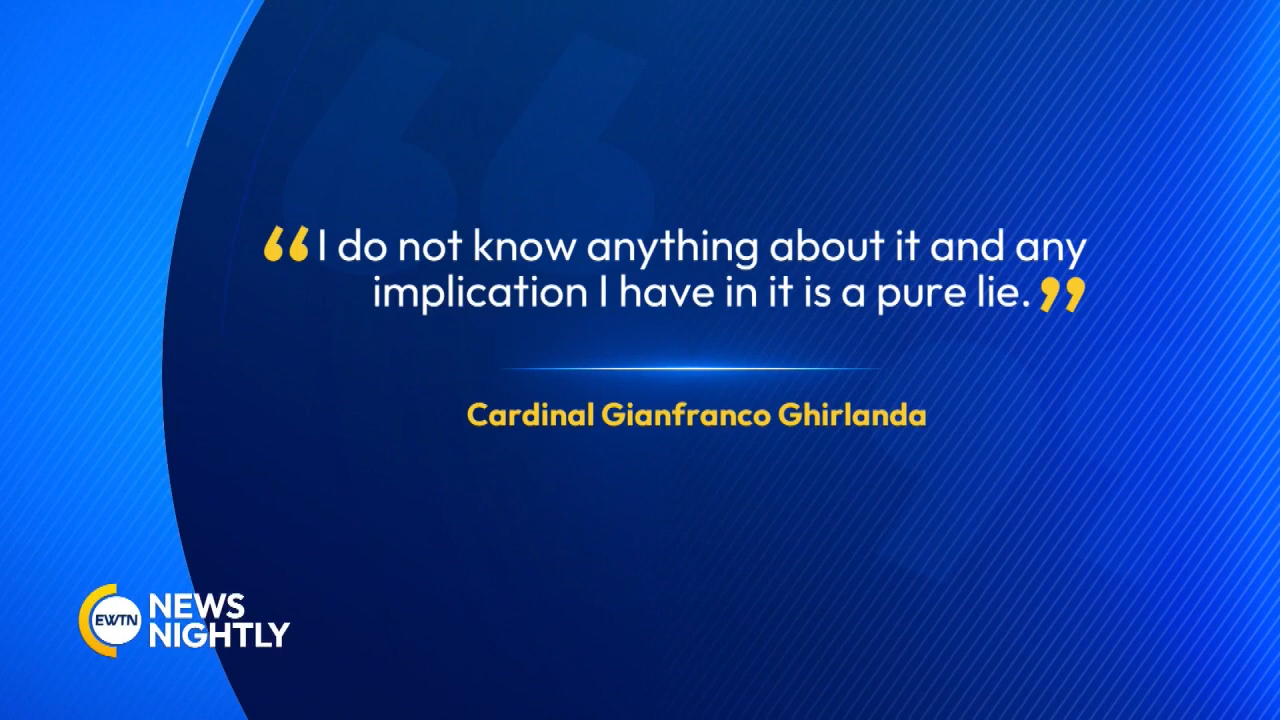 “I do not know anything about it and any
implication I have in it is a pure lie.”
Cardinal Gianfranco Ghirlanda
EWTN
NEWS
NIGHTLY